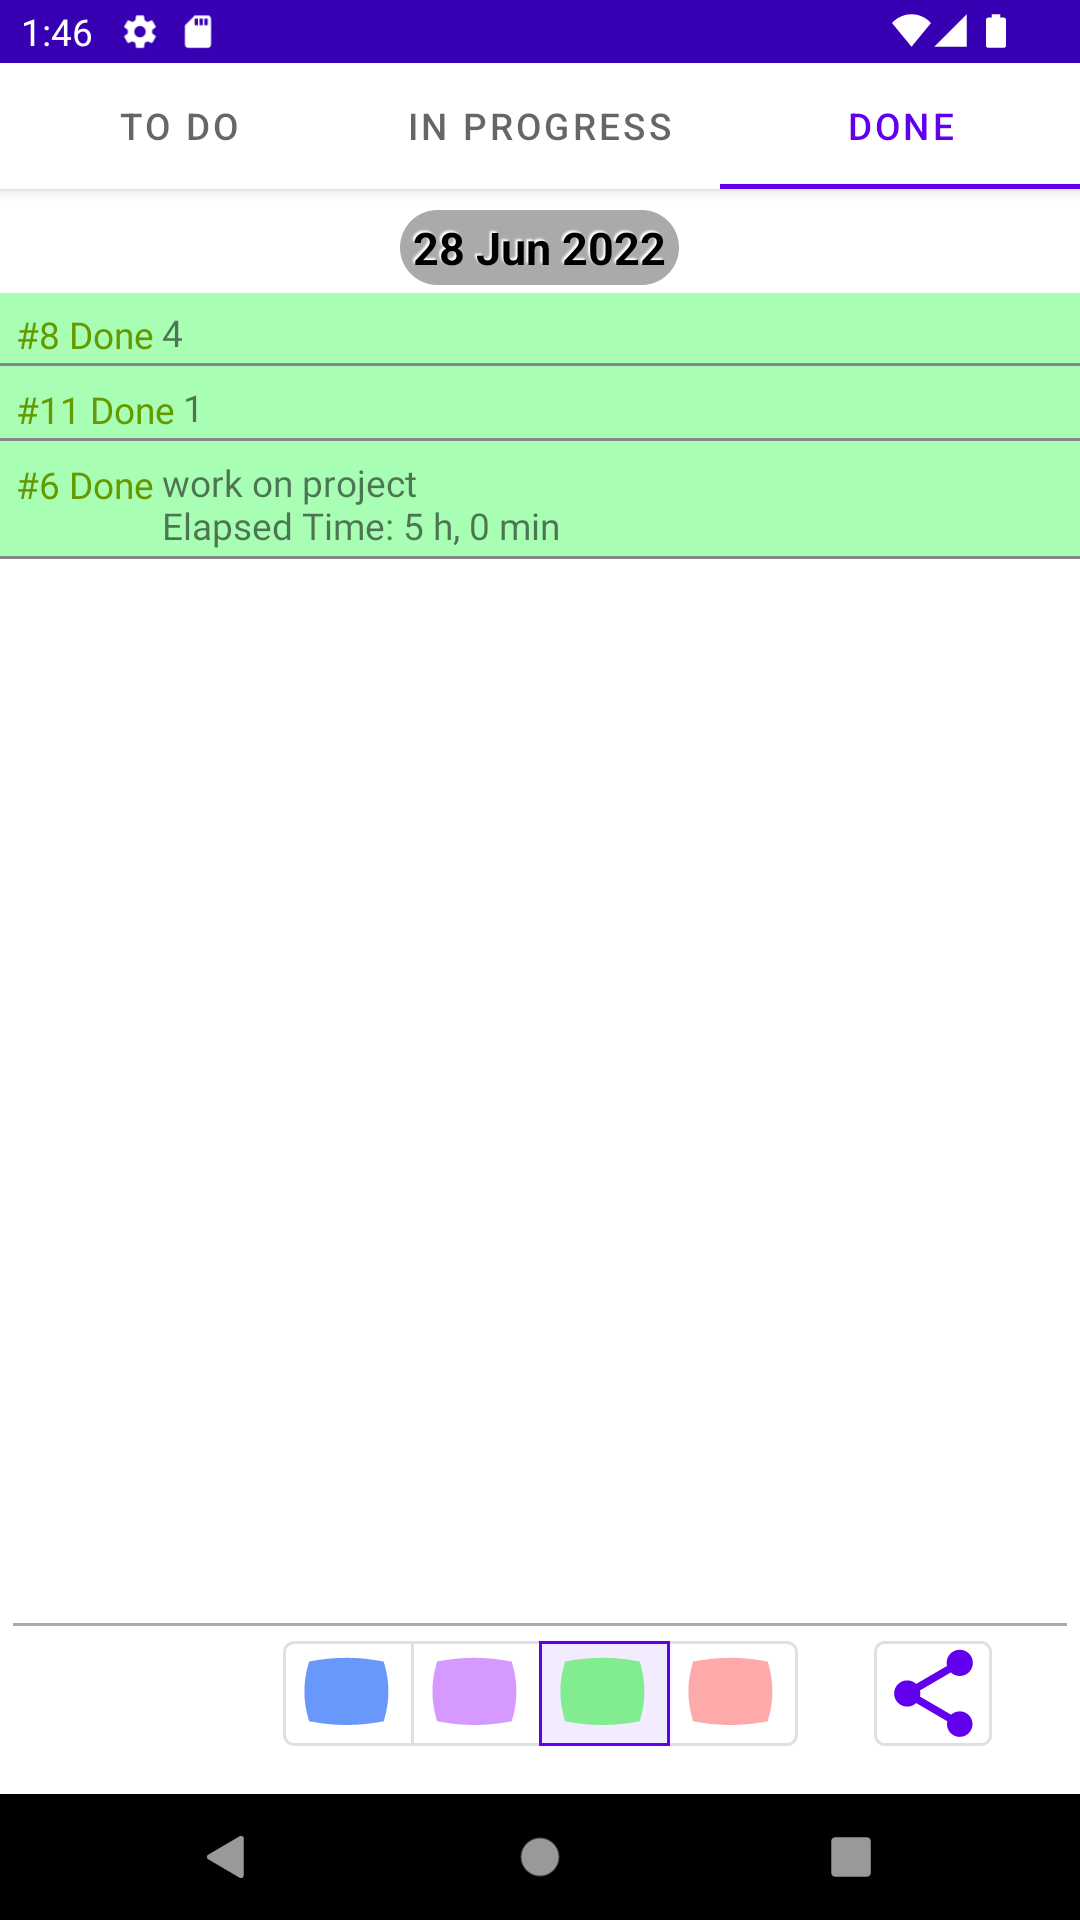 1:46
TO DO
IN PROGRESS
DONE
28 Jun 2022
#8 Done 4
#11 Done 1
#6 Done work on project
Elapsed Time: 5 h, 0 min